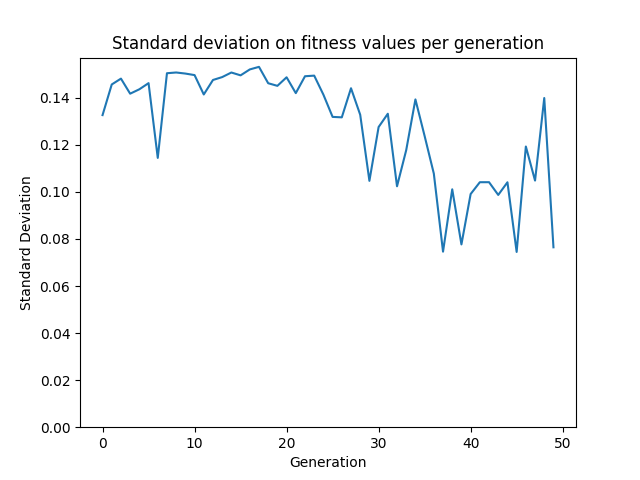 Standard deviation on fitness values per generation
0.14
0.12
0.10
0.08
0.06
0.04
0.02
0.00
Standard Deviation
0 10 20 30 40 50
Generation